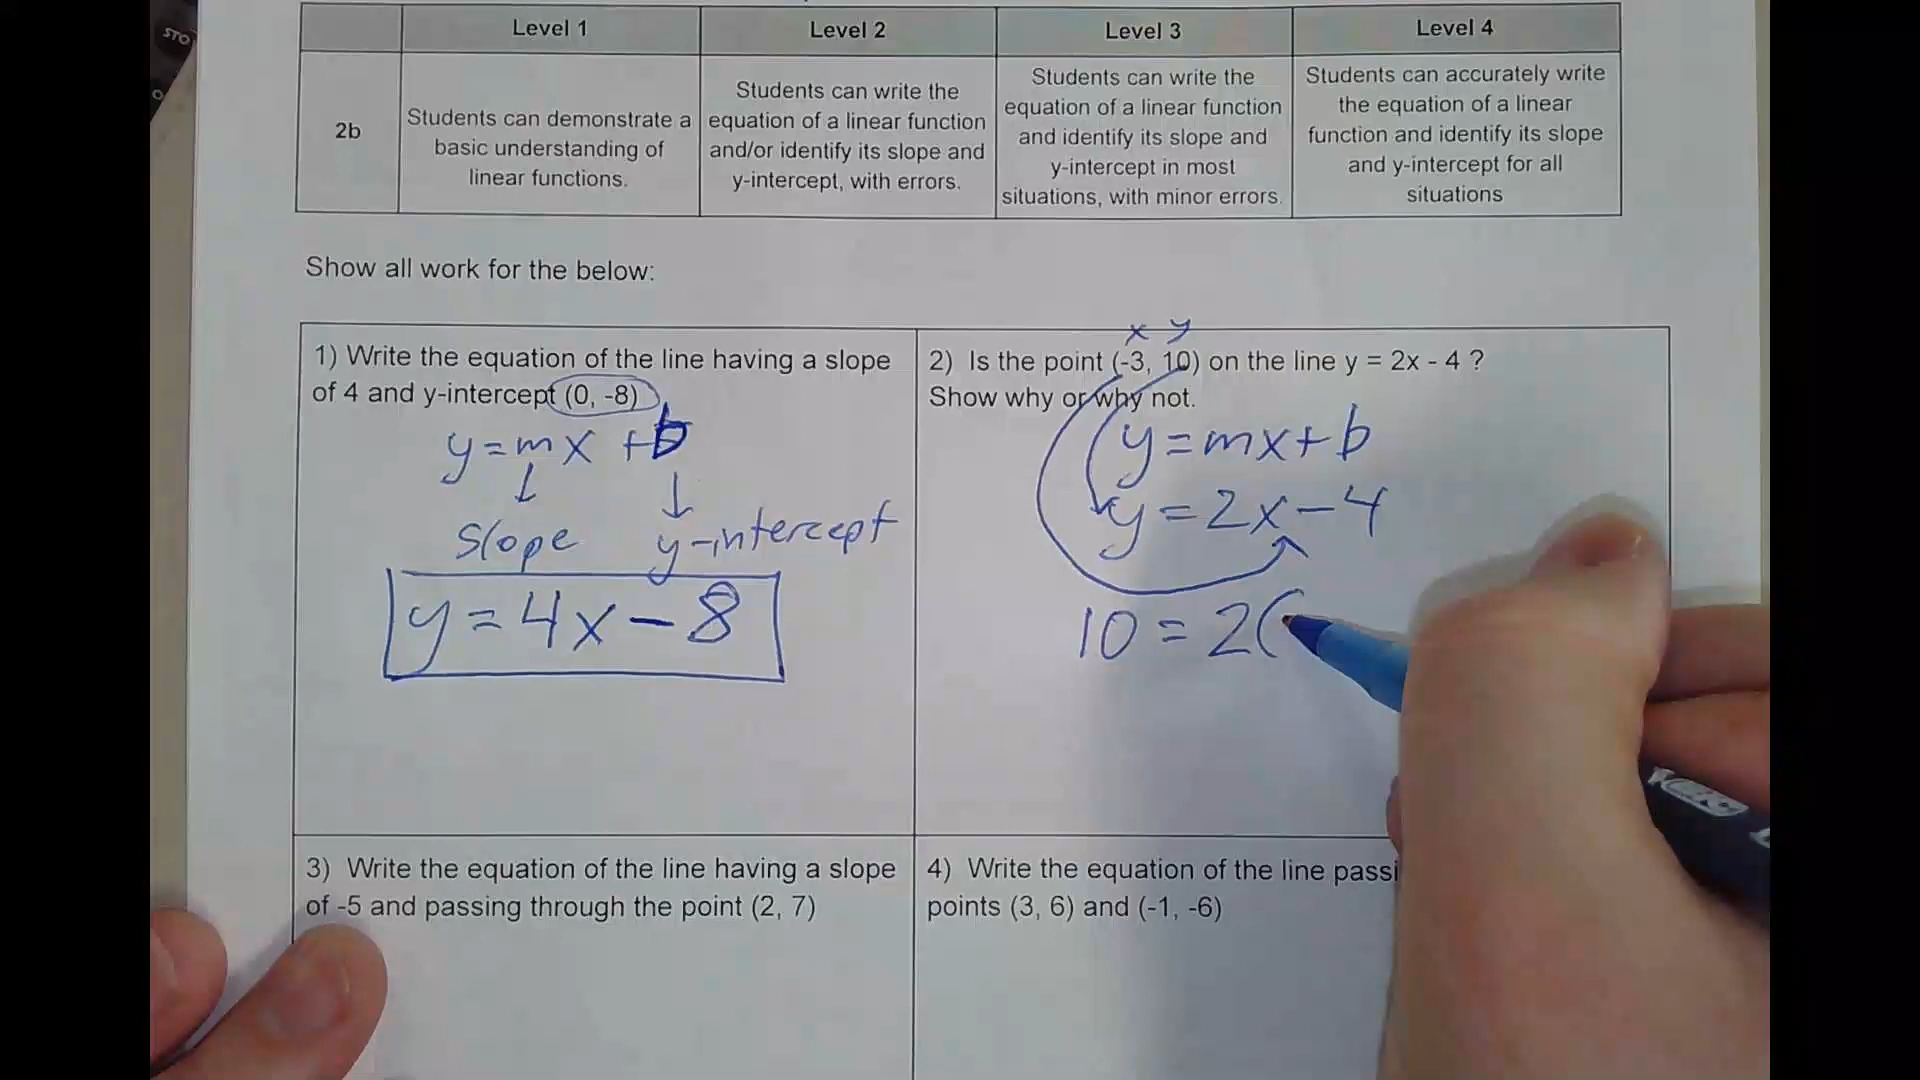 STO
Level 1
Level 2
Level 3
Level 4
2b
Students can demonstrate a
basic understanding of
linear functions.
Students can write the
equation of a linear function
and/or identify its slope and
y-intercept, with errors.
Students can write the
equation of a linear function
and identify its slope and
y-intercept in most
situations, with minor errors.
Students can accurately write
the equation of a linear
function and identify its slope
and y-intercept for all
situations
Show all work for the below:
1) Write the equation of the line having a slope
of 4 and y-intercept (0, -8)
y = mx + b
slope
y-intercept
y = 4x - 8
x y
2) Is the point (-3, 10) on the line y = 2x - 4 ?
Show why or why not.
y = mx + b
y = 2x - 4
10 = 2(
3) Write the equation of the line having a slope
of -5 and passing through the point (2, 7)
4) Write the equation of the line passi
points (3, 6) and (-1, -6)